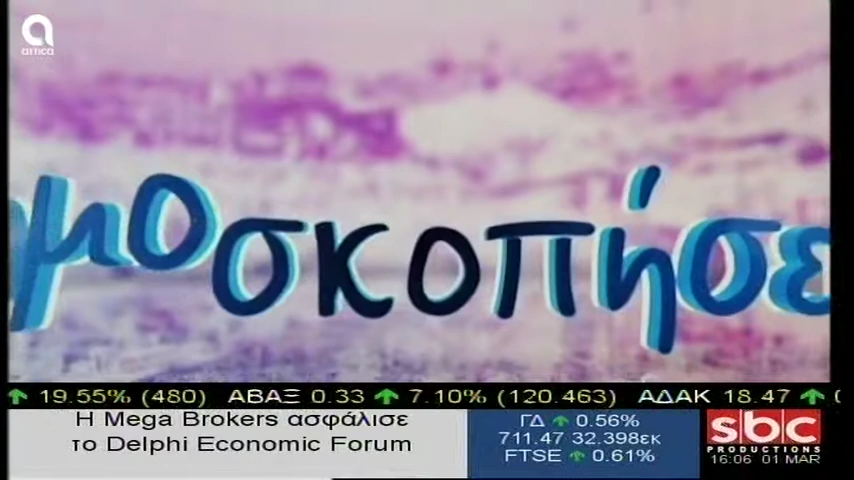 attica
μοσκοπήσε
19.55% (480) ΑΒΑΞ 0.33 7.10% (120.463) ΑΔΑΚ 18.47
Η Mega Brokers ασφάλισε
το Delphi Economic Forum
ΓΔ 0.56%
711.47 32.398εκ
FTSE 0.61%
sbc
PRODUCTIONS
16:06 01 MAR